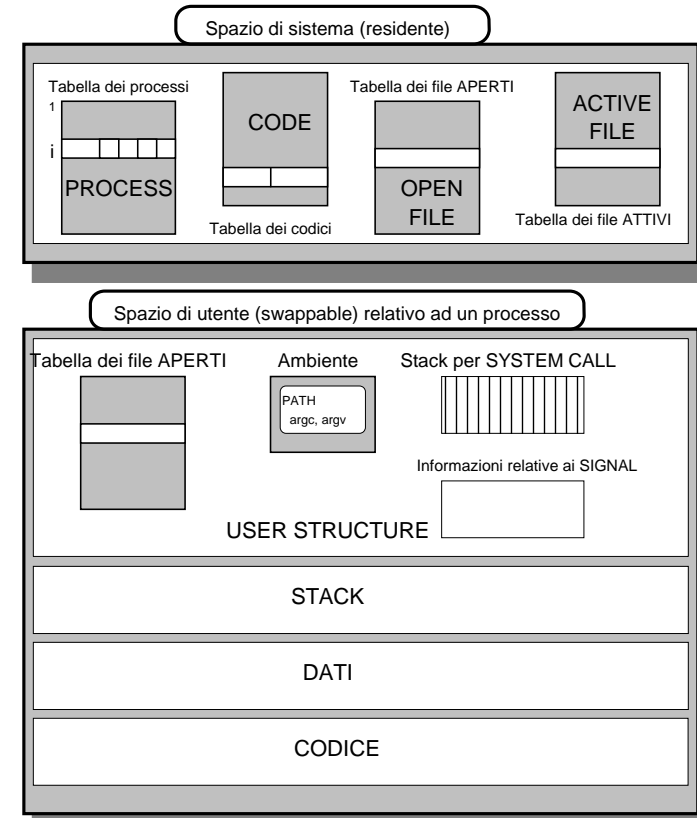 Spazio di sistema (residente)
Tabella dei processi
1
i
PROCESS
CODE
Tabella dei codici
Tabella dei file APERTI
OPEN
FILE
ACTIVE
FILE
Tabella dei file ATTIVI
Spazio di utente (swappable) relativo ad un processo
Tabella dei file APERTI
Ambiente
PATH
argc, argv
Stack per SYSTEM CALL
Informazioni relative ai SIGNAL
USER STRUCTURE
STACK
DATI
CODICE